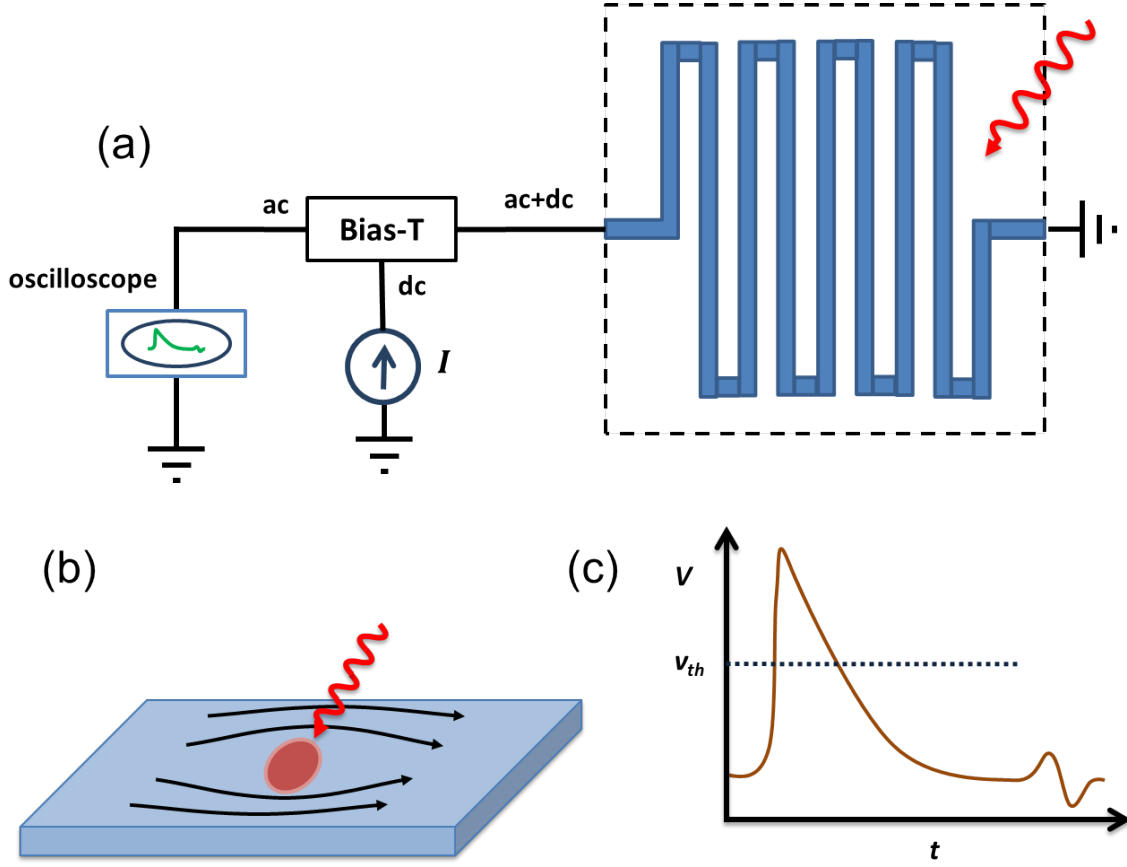 (a)
ac
ac+dc
Bias-T
oscilloscope
dc
I
(b)
(c)
V
v_th
t